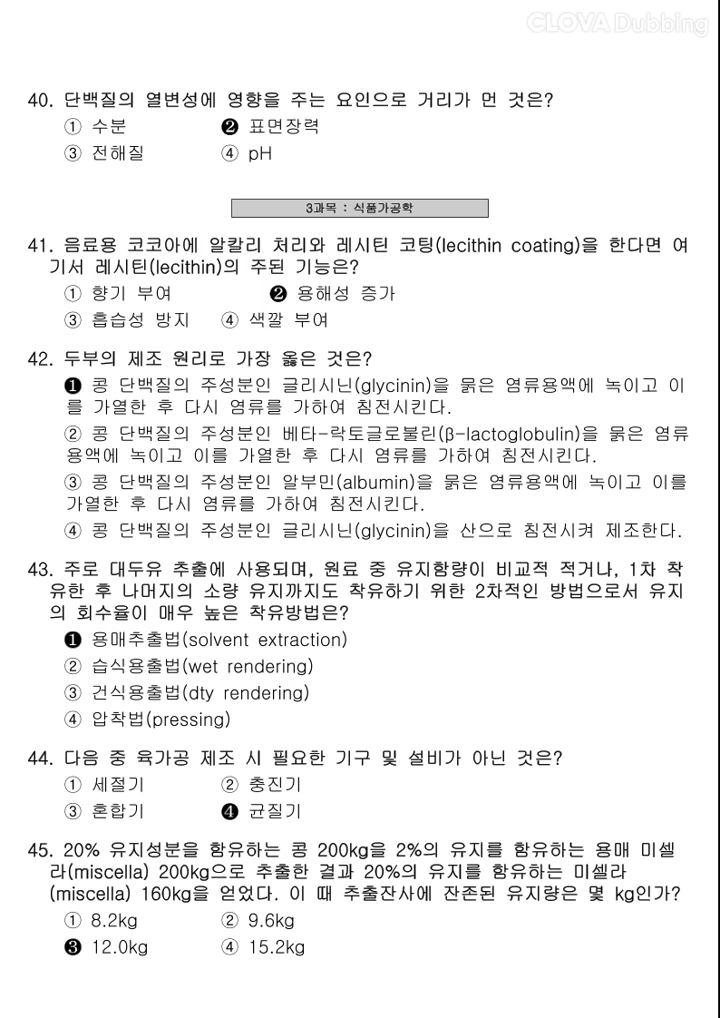 CLOVA Dubbing
40. 단백질의 열변성에 영향을 주는 요인으로 거리가 먼 것은?
① 수분 ❷ 표면장력
③ 전해질 ④ pH
3과목 : 식품가공학
41. 음료용 코코아에 알칼리 처리와 레시틴 코팅(lecithin coating)을 한다면 여
기서 레시틴(lecithin)의 주된 기능은?
① 향기 부여 ❷ 용해성 증가
③ 흡습성 방지 ④ 색깔 부여
42. 두부의 제조 원리로 가장 옳은 것은?
❶ 콩 단백질의 주성분인 글리시닌(glycinin)을 묽은 염류용액에 녹이고 이
를 가열한 후 다시 염류를 가하여 침전시킨다.
② 콩 단백질의 주성분인 베타-락토글로불린(β-lactoglobulin)을 묽은 염류
용액에 녹이고 이를 가열한 후 다시 염류를 가하여 침전시킨다.
③ 콩 단백질의 주성분인 알부민(albumin)을 묽은 염류용액에 녹이고 이를
가열한 후 다시 염류를 가하여 침전시킨다.
④ 콩 단백질의 주성분인 글리시닌(glycinin)을 산으로 침전시켜 제조한다.
43. 주로 대두유 추출에 사용되며, 원료 중 유지함량이 비교적 적거나, 1차 착
유한 후 나머지의 소량 유지까지도 착유하기 위한 2차적인 방법으로서 유지
의 회수율이 매우 높은 착유방법은?
❶ 용매추출법(solvent extraction)
② 습식용출법(wet rendering)
③ 건식용출법(dty rendering)
④ 압착법(pressing)
44. 다음 중 육가공 제조 시 필요한 기구 및 설비가 아닌 것은?
① 세절기 ② 충진기
③ 혼합기 ❹ 균질기
45. 20% 유지성분을 함유하는 콩 200kg을 2%의 유지를 함유하는 용매 미셀
라(miscella) 200kg으로 추출한 결과 20%의 유지를 함유하는 미셀라
(miscella) 160kg을 얻었다. 이 때 추출잔사에 잔존된 유지량은 몇 kg인가?
① 8.2kg ② 9.6kg
❸ 12.0kg ④ 15.2kg